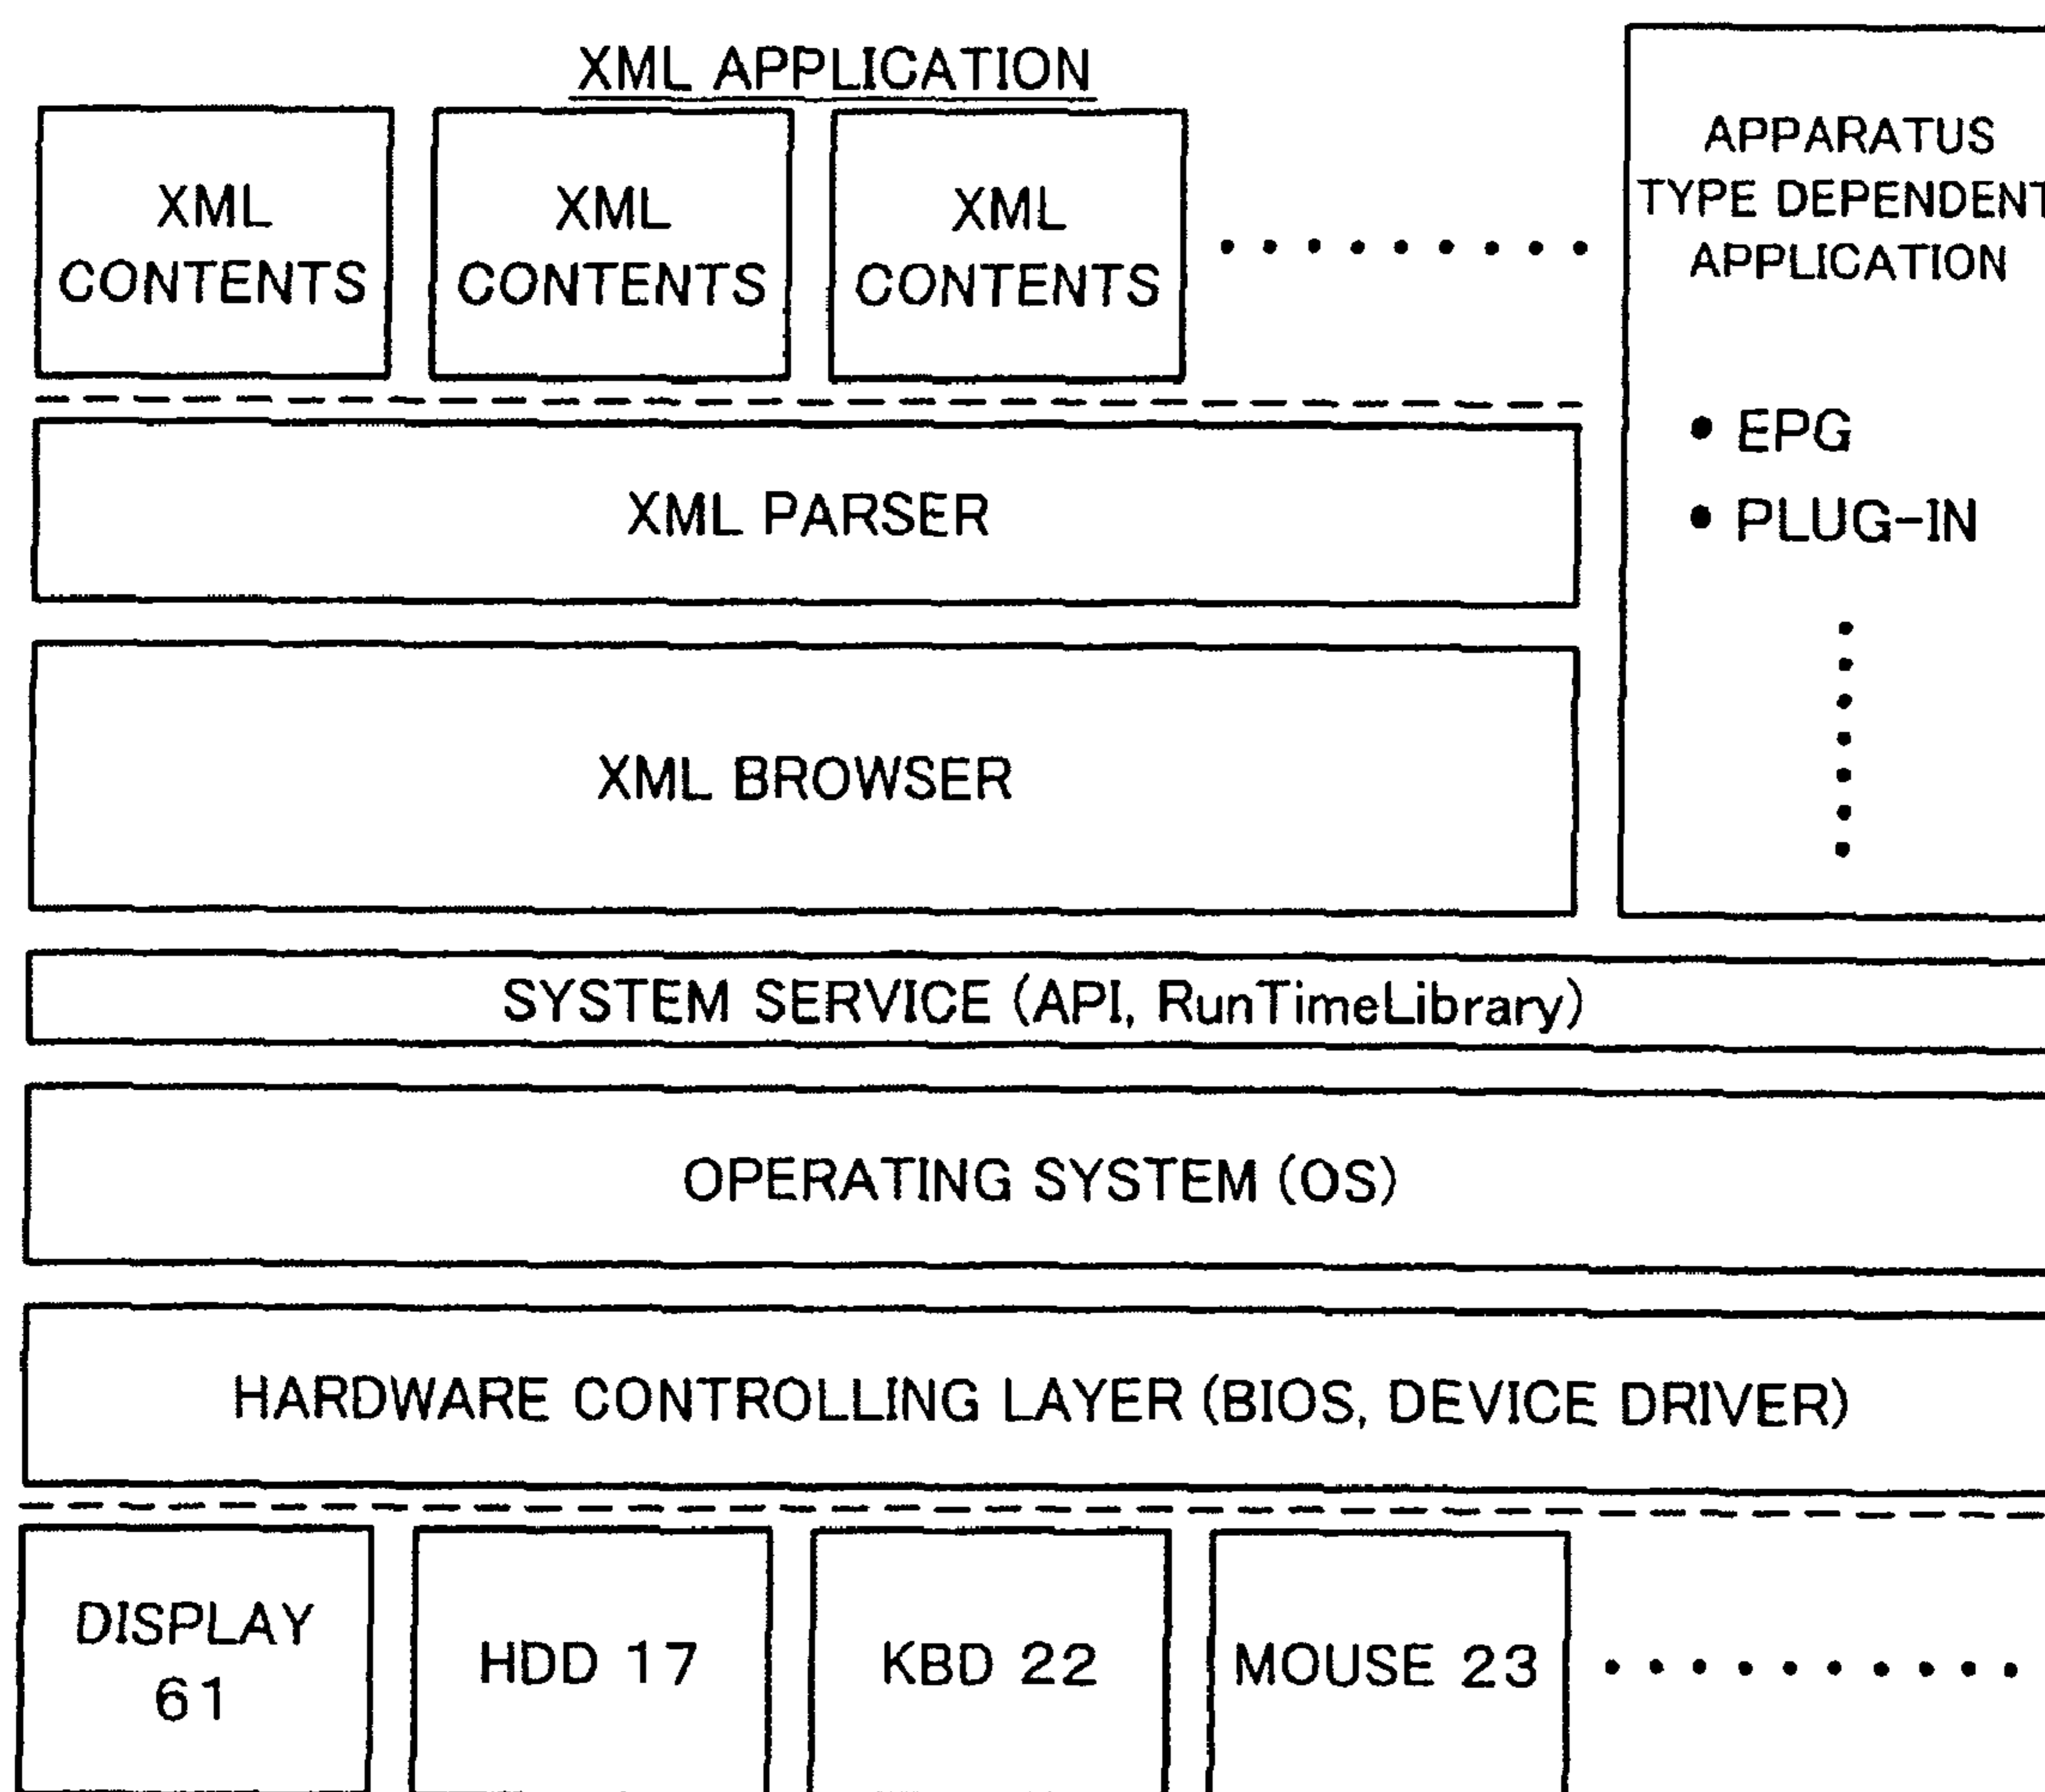 XML APPLICATION
XML
CONTENTS
XML
CONTENTS
XML
CONTENTS
APPARATUS
TYPE DEPENDENT
APPLICATION
• EPG
• PLUG-IN
XML PARSER
XML BROWSER
SYSTEM SERVICE (API, RunTimeLibrary)
OPERATING SYSTEM (OS)
HARDWARE CONTROLLING LAYER (BIOS, DEVICE DRIVER)
DISPLAY
61
HDD 17
KBD 22
MOUSE 23